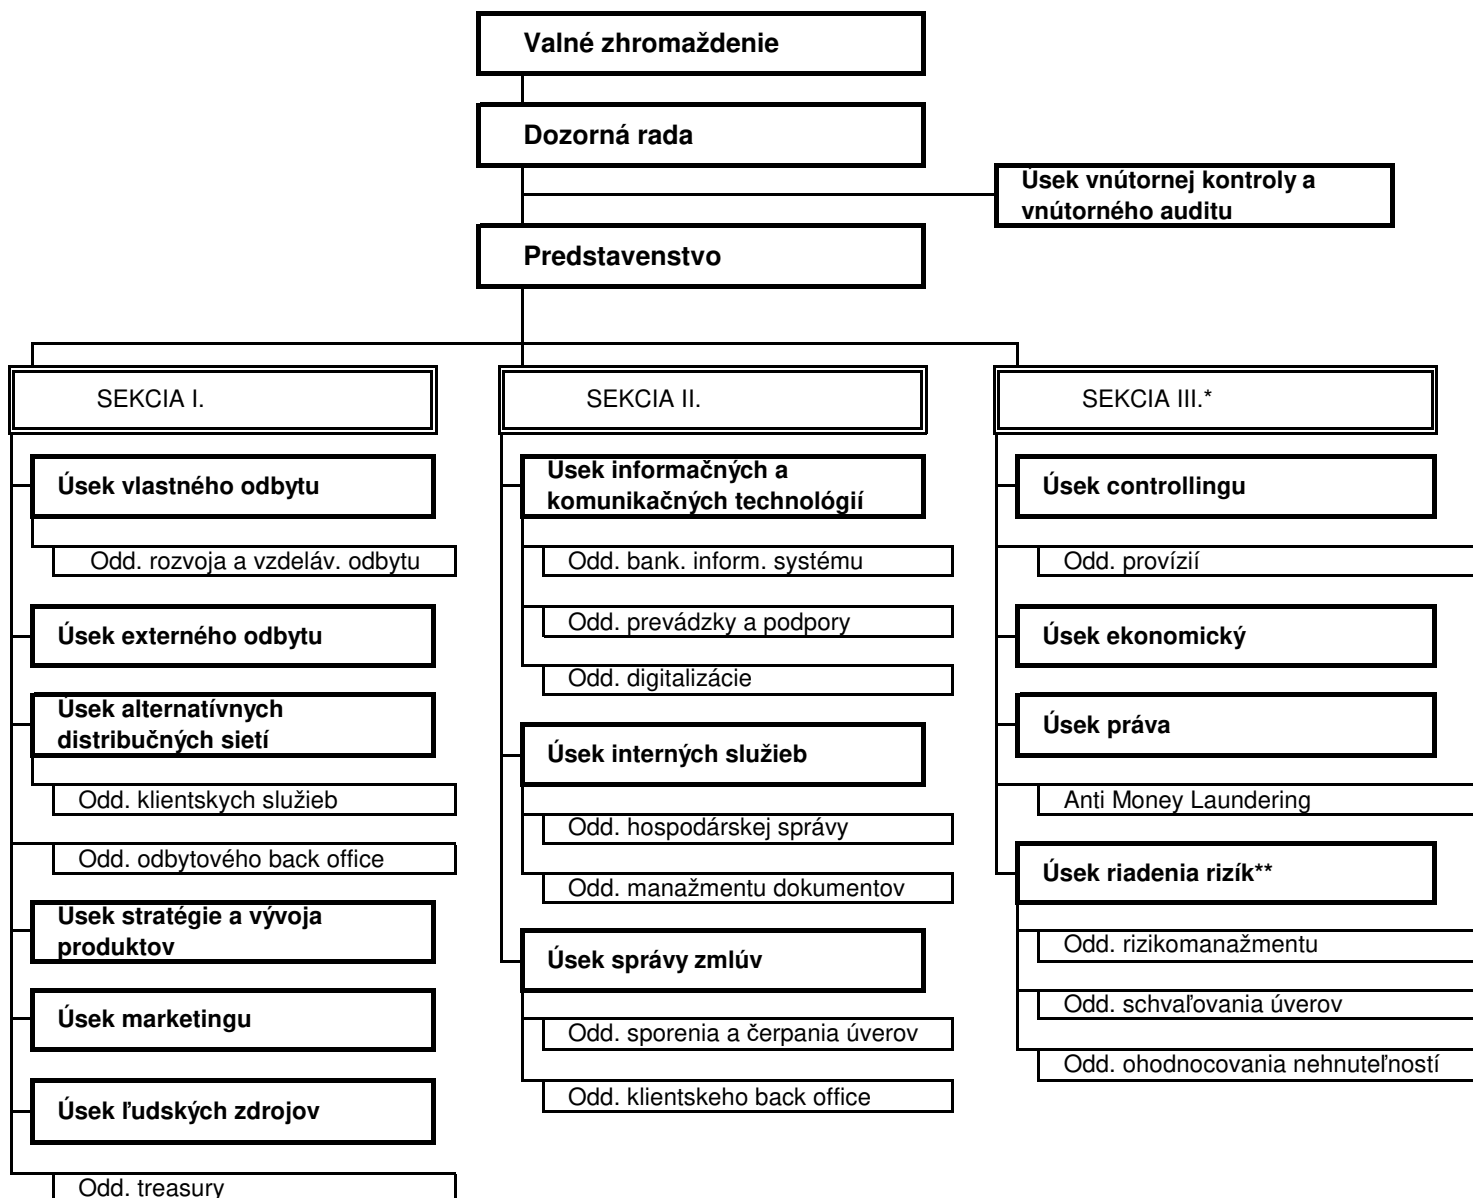 Valné zhromaždenie
Dozorná rada
Úsek vnútornej kontroly a
vnútorného auditu
Predstavenstvo
SEKCIA I.
Úsek vlastného odbytu
Odd. rozvoja a vzdeláv. odbytu
Úsek externého odbytu
Úsek alternatívnych
distribučných sietí
Odd. klientskych služieb
Odd. odbytového back office
Úsek stratégie a vývoja
produktov
Úsek marketingu
Úsek ľudských zdrojov
Odd. treasury
SEKCIA II.
Úsek informačných a
komunikačných technológií
Odd. bank. inform. systému
Odd. prevádzky a podpory
Odd. digitalizácie
Úsek interných služieb
Odd. hospodárskej správy
Odd. manažmentu dokumentov
Úsek správy zmlúv
Odd. sporenia a čerpania úverov
Odd. klientskeho back office
SEKCIA III.*
Úsek controllingu
Odd. provízií
Úsek ekonomický
Úsek práva
Anti Money Laundering
Úsek riadenia rizík**
Odd. rizikomanažmentu
Odd. schvaľovania úverov
Odd. ohodnocovania nehnuteľností